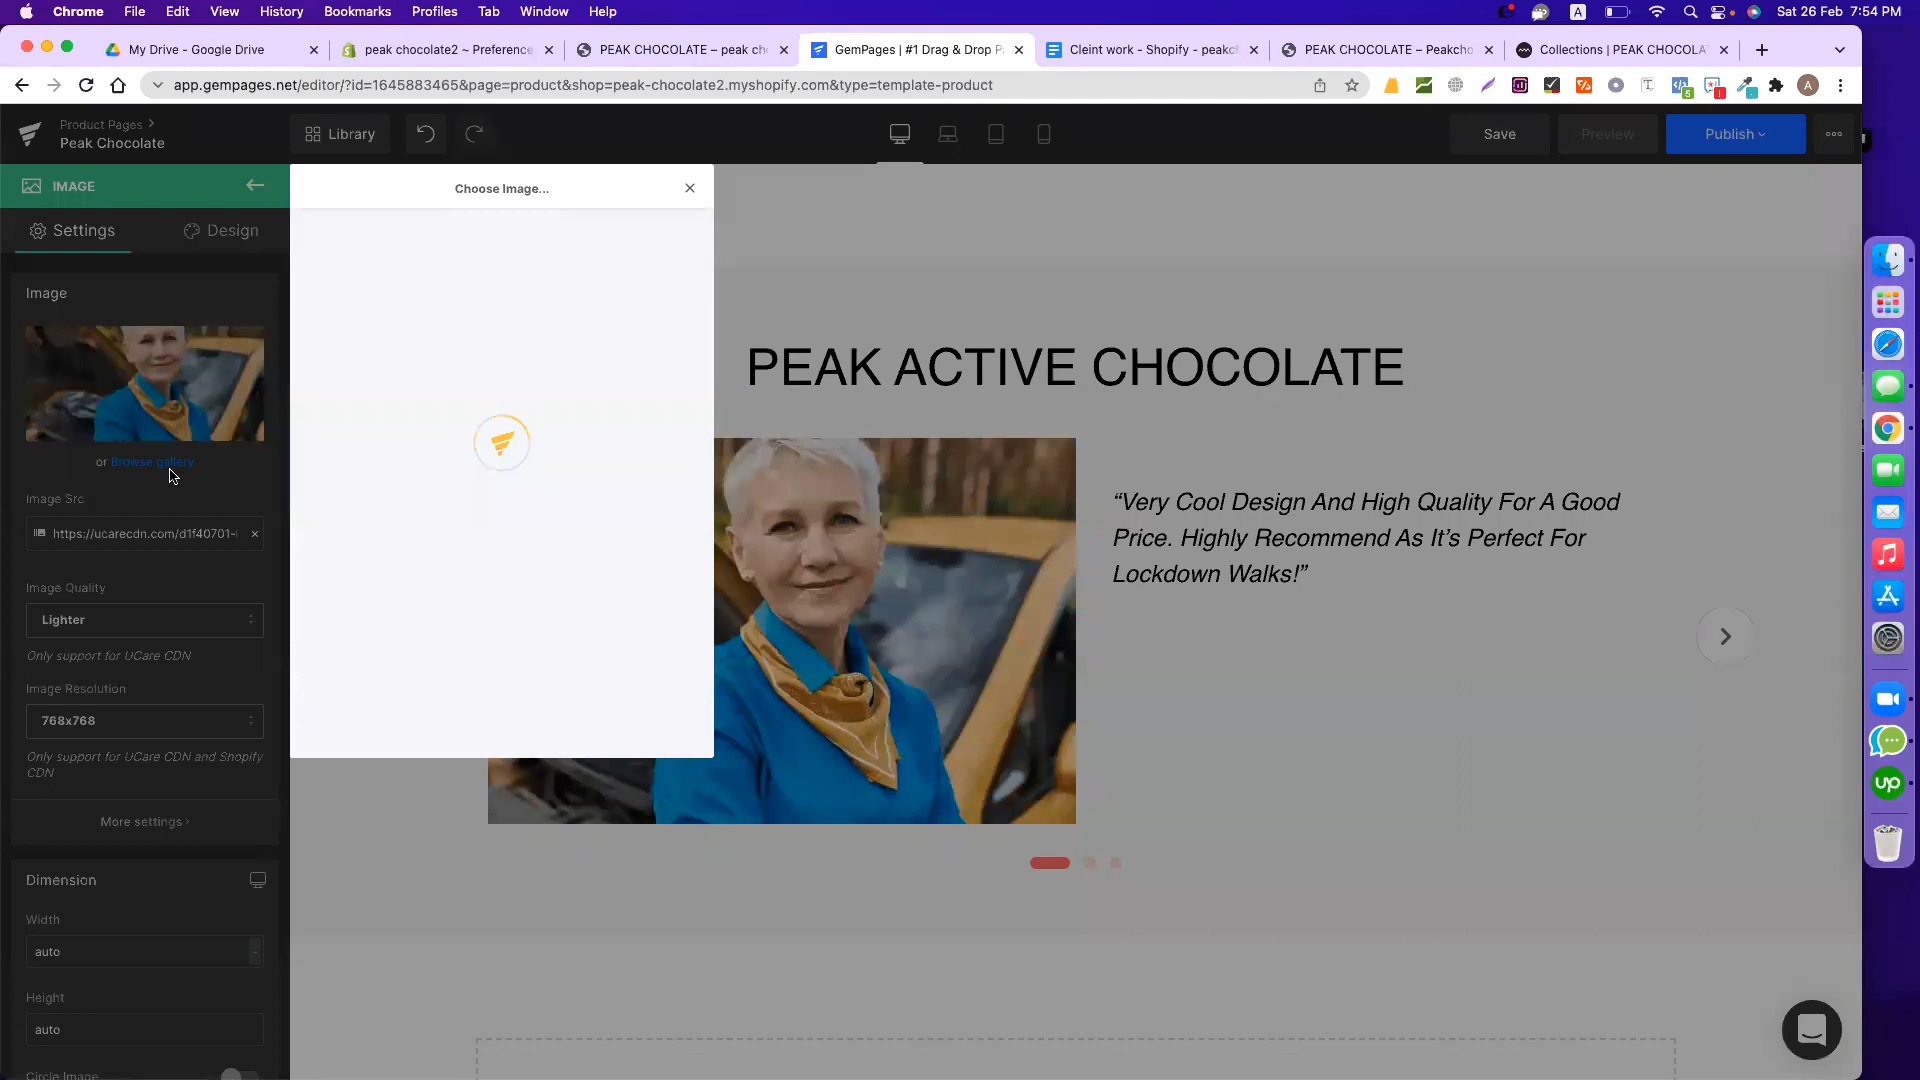 Chrome File Edit View History Bookmarks Profiles Tab Window Help A Sat 26 Feb 7:54 PM
My Drive - Google Drive peak chocolate2 ~ Preference PEAK CHOCOLATE – peak ch GemPages | #1 Drag & Drop P Cleint work - Shopify - peakch PEAK CHOCOLATE – Peakcho Collections | PEAK CHOCOLA
app.gempages.net/editor/?id=1645883465&page=product&shop=peak-chocolate2.myshopify.com&type=template-product
Product Pages
Peak Chocolate
Library
Save
Preview
Publish
IMAGE
Choose Image...
Settings
Design
Image
PEAK ACTIVE CHOCOLATE
or Browse gallery
Image Src
https://ucarecdn.com/d1f40701-
“Very Cool Design And High Quality For A Good
Price. Highly Recommend As It’s Perfect For
Lockdown Walks!”
Image Quality
Lighter
Only support for UCare CDN
Image Resolution
768x768
Only support for UCare CDN and Shopify
CDN
More settings
Dimension
Width
auto
Height
auto
Circle Image
up